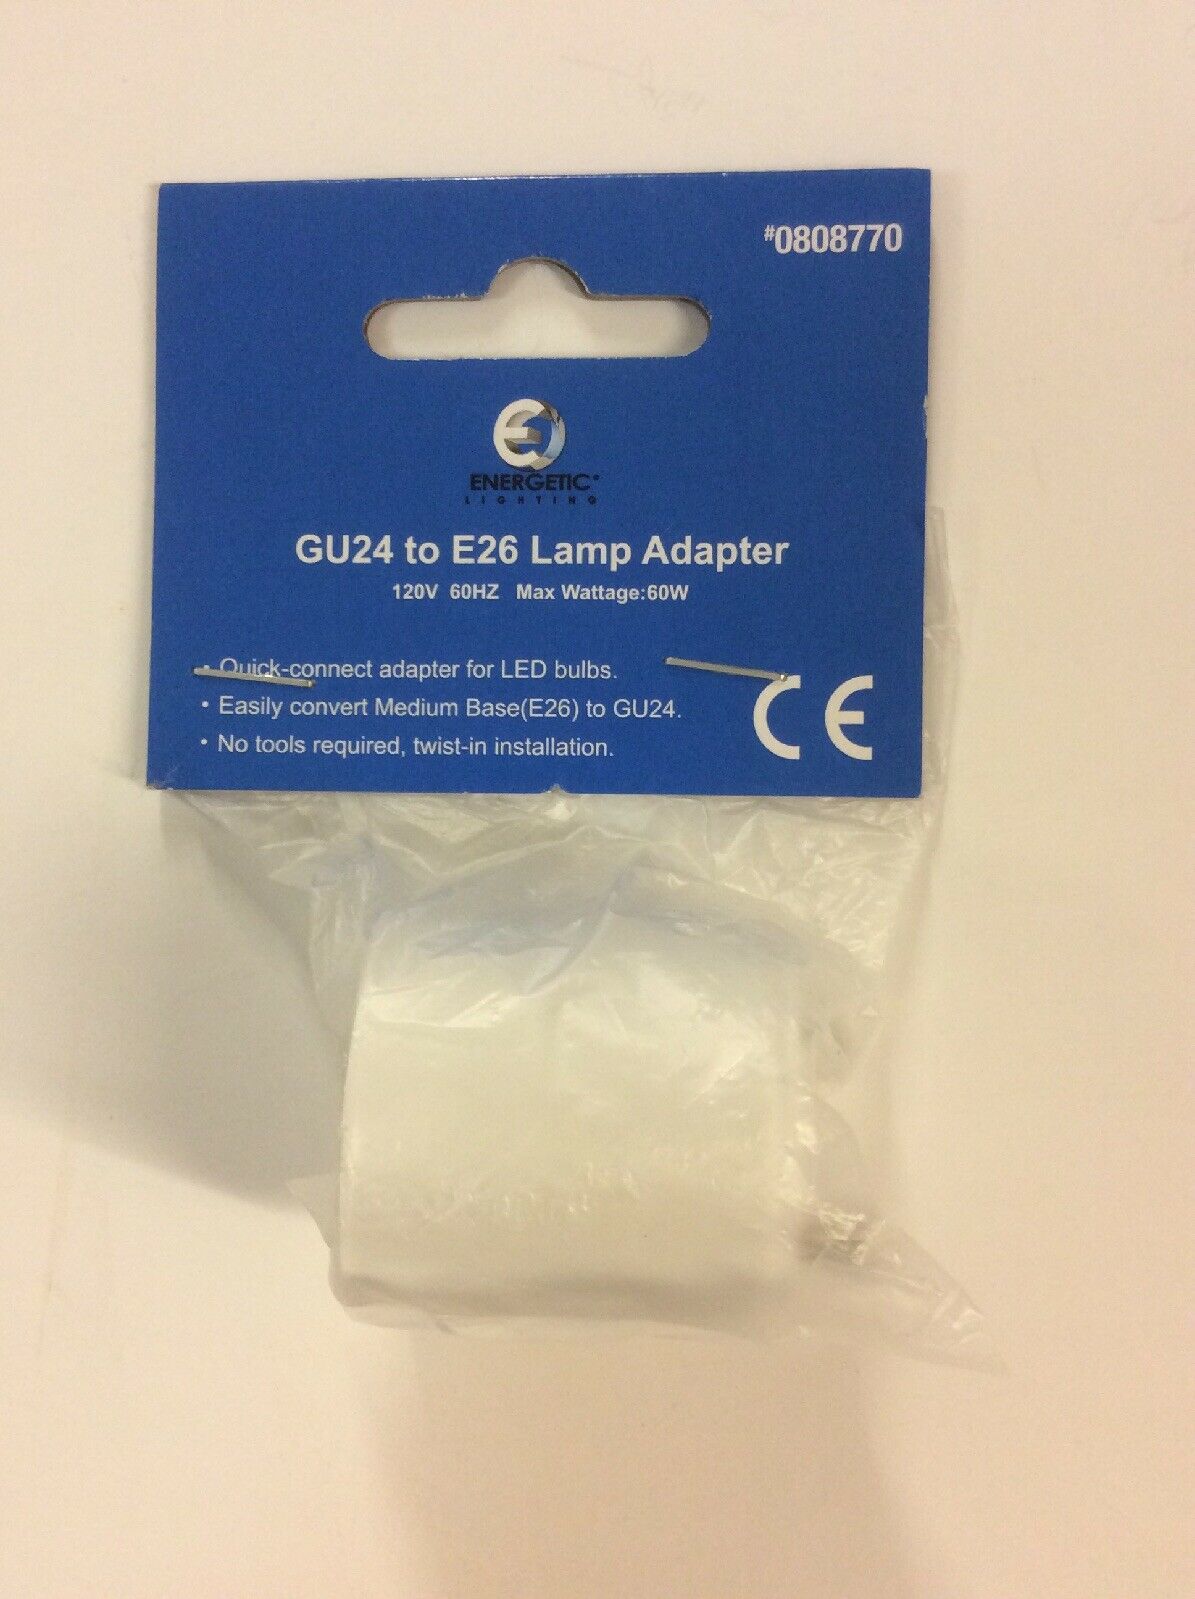 #0808770
ENERGETIC®
LIGHTING
GU24 to E26 Lamp Adapter
120V 60HZ Max Wattage:60W
• Quick-connect adapter for LED bulbs.
• Easily convert Medium Base(E26) to GU24.
• No tools required, twist-in installation.
CE